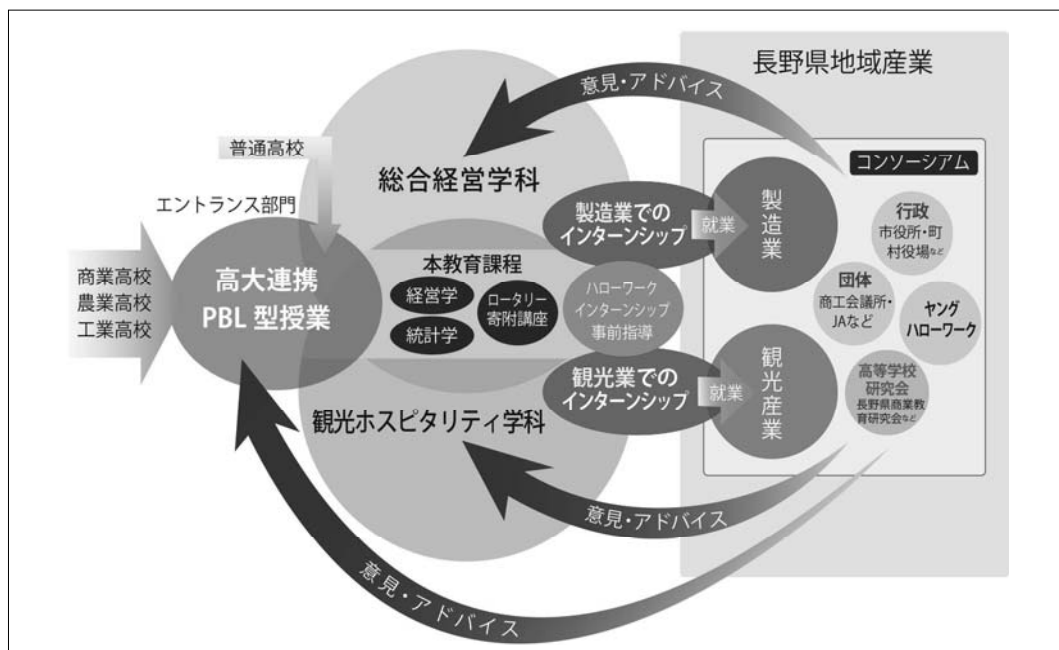 長野県地域産業
意見・アドバイス
普通高校
総合経営学科
コンソーシアム
エントランス部門
製造業での
インターンシップ
就業
製造業
行政
市役所・町
村役場など
商業高校
農業高校
工業高校
高大連携
PBL型授業
本教育課程
経営学
統計学
ロータリー
寄附講座
ハローワーク
インターンシップ
事前指導
団体
商工会議所・
JAなど
ヤング
ハローワーク
観光業での
インターンシップ
就業
観光産業
高等学校
研究会
長野県商業教
育研究会など
観光ホスピタリティ学科
意見・アドバイス
意見・アドバイス